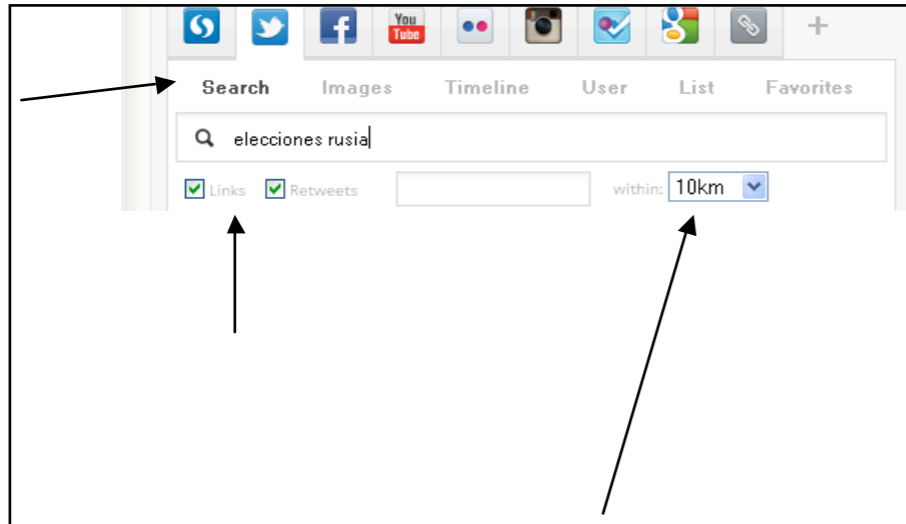 You
Tube
Search Images Timeline User List Favorites
elecciones rusia
Links Retweets within: 10km